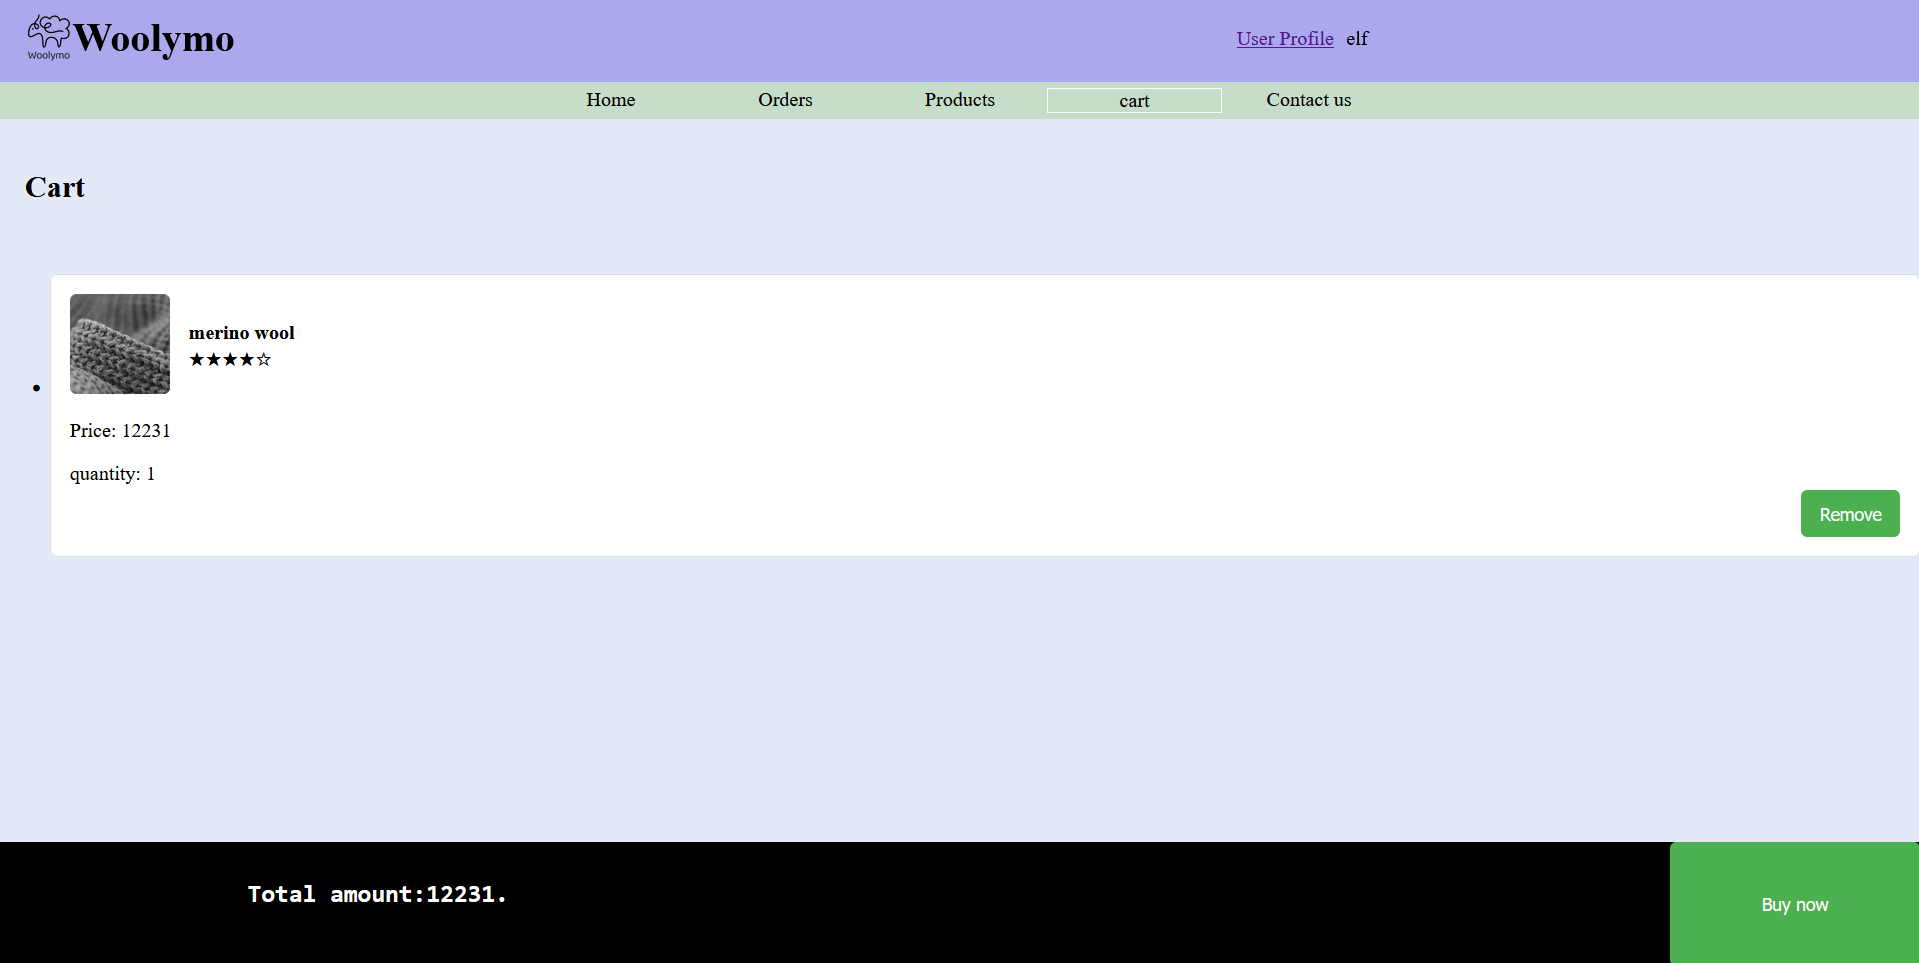 Woolymo
Woolymo
User Profile elf
Home Orders Products cart Contact us
Cart
merino wool
★★★★☆
Price: 12231
quantity: 1
Remove
Total amount:12231.
Buy now